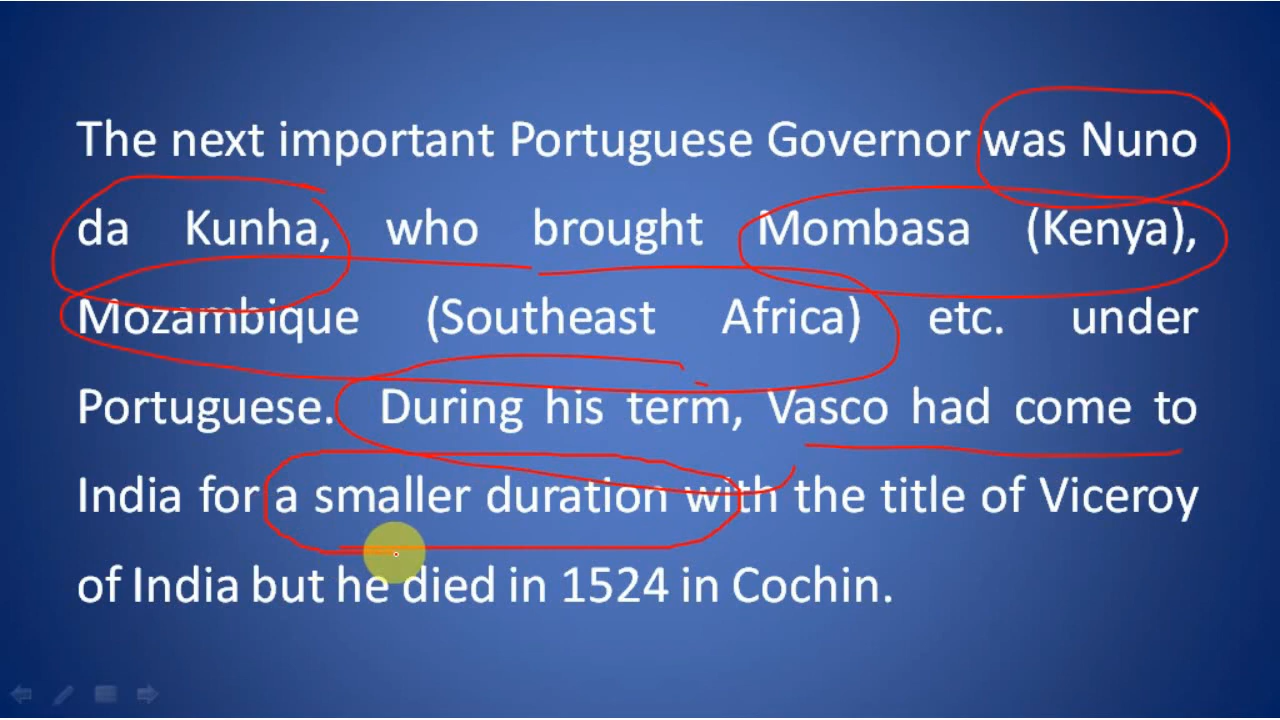 The next important Portuguese Governor was Nuno
da Kunha, who brought Mombasa (Kenya),
Mozambique (Southeast Africa) etc. under
Portuguese. During his term, Vasco had come to
India for a smaller duration with the title of Viceroy
of India but he died in 1524 in Cochin.